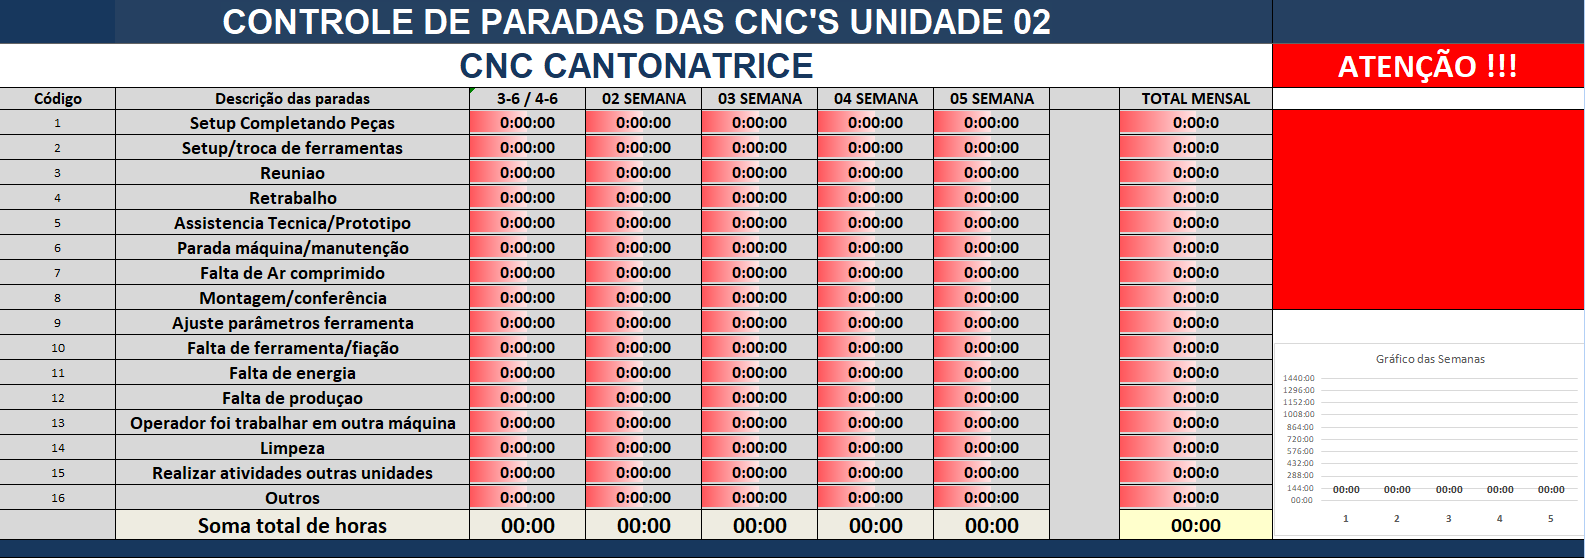 CONTROLE DE PARADAS DAS CNC'S UNIDADE 02
CNC CANTONATRICE
ATENÇÃO !!!
Código Descrição das paradas 3-6 / 4-6 02 SEMANA 03 SEMANA 04 SEMANA 05 SEMANA TOTAL MENSAL
1 Setup Completando Peças 0:00:00 0:00:00 0:00:00 0:00:00 0:00:00 0:00:0
2 Setup/troca de ferramentas 0:00:00 0:00:00 0:00:00 0:00:00 0:00:00 0:00:0
3 Reuniao 0:00:00 0:00:00 0:00:00 0:00:00 0:00:00 0:00:0
4 Retrabalho 0:00:00 0:00:00 0:00:00 0:00:00 0:00:00 0:00:0
5 Assistencia Tecnica/Prototipo 0:00:00 0:00:00 0:00:00 0:00:00 0:00:00 0:00:0
6 Parada máquina/manutenção 0:00:00 0:00:00 0:00:00 0:00:00 0:00:00 0:00:0
7 Falta de Ar comprimido 0:00:00 0:00:00 0:00:00 0:00:00 0:00:00 0:00:0
8 Montagem/conferência 0:00:00 0:00:00 0:00:00 0:00:00 0:00:00 0:00:0
9 Ajuste parâmetros ferramenta 0:00:00 0:00:00 0:00:00 0:00:00 0:00:00 0:00:0
10 Falta de ferramenta/fiação 0:00:00 0:00:00 0:00:00 0:00:00 0:00:00 0:00:0
11 Falta de energia 0:00:00 0:00:00 0:00:00 0:00:00 0:00:00 0:00:0
12 Falta de produçao 0:00:00 0:00:00 0:00:00 0:00:00 0:00:00 0:00:0
13 Operador foi trabalhar em outra máquina 0:00:00 0:00:00 0:00:00 0:00:00 0:00:00 0:00:0
14 Limpeza 0:00:00 0:00:00 0:00:00 0:00:00 0:00:00 0:00:0
15 Realizar atividades outras unidades 0:00:00 0:00:00 0:00:00 0:00:00 0:00:00 0:00:0
16 Outros 0:00:00 0:00:00 0:00:00 0:00:00 0:00:00 0:00:0
Soma total de horas 00:00 00:00 00:00 00:00 00:00 00:00
Gráfico das Semanas
1440:00
1296:00
1152:00
1008:00
864:00
720:00
576:00
432:00
288:00
144:00
00:00
00:00 00:00 00:00 00:00 00:00
1 2 3 4 5